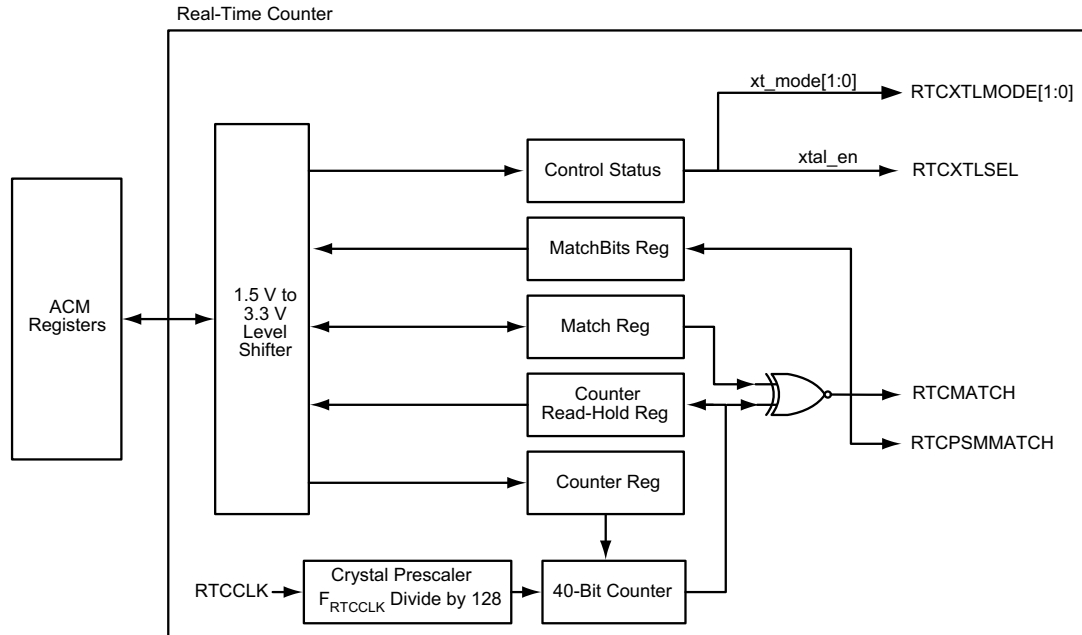 Real-Time Counter
xt_mode[1:0]
RTCXTLMODE[1:0]
Control Status
xtal_en
RTCXTLSEL
MatchBits Reg
ACM
Registers
1.5 V to
3.3 V
Level
Shifter
Match Reg
Counter
Read-Hold Reg
RTCMATCH
RTCPSMMATCH
Counter Reg
RTCCLK
Crystal Prescaler
FRTCCLK Divide by 128
40-Bit Counter